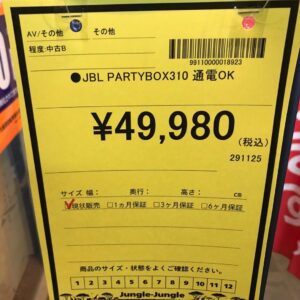 AV/その他 その他
程度:中古B
99110000018923
●JBL PARTYBOX310 通電OK
¥49,980
(税込)
291125
サイズ 幅: 奥行: 高さ: cm
現状販売 □1ヵ月保証 □3ヶ月保証 □6ヶ月保証
商品のサイズ・状態をよくご確認ください。
1 2 3 4 5 6 7 8 9 10 11 12
Jungle-Jungle